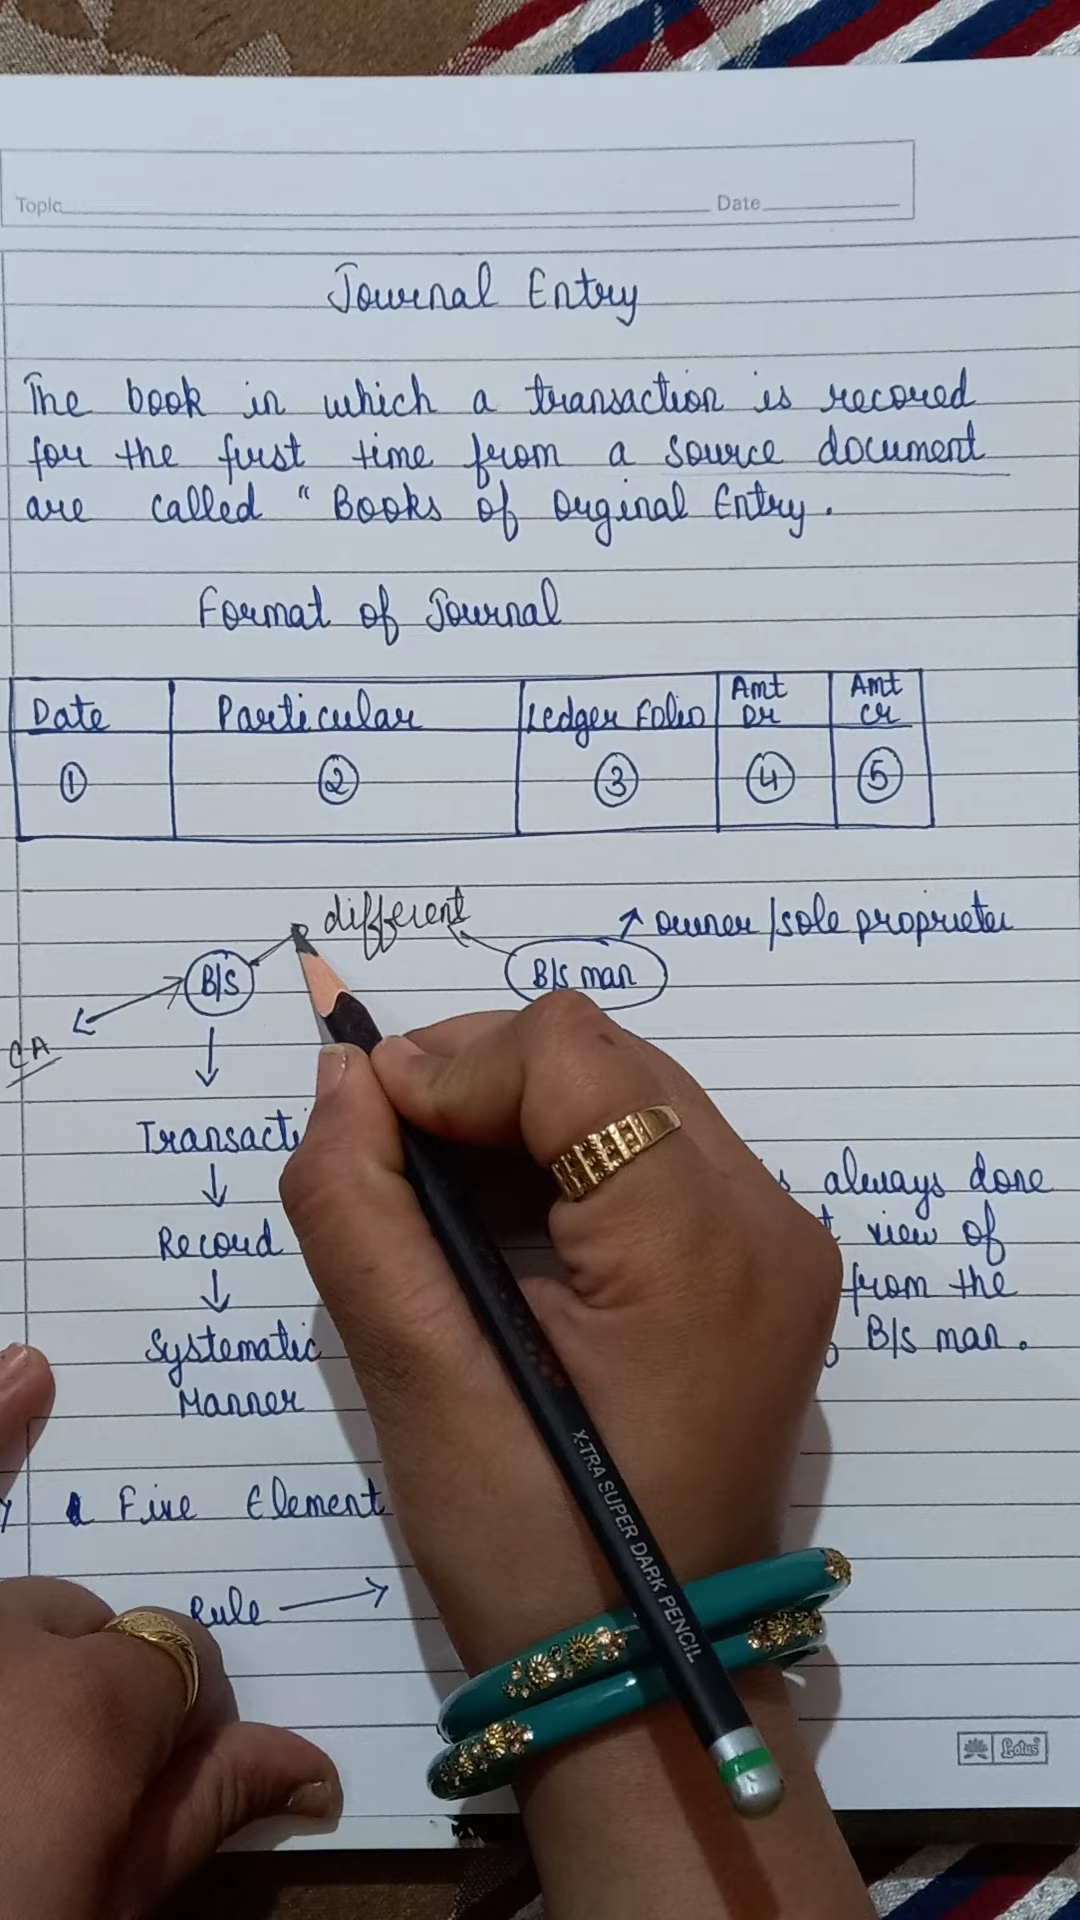 Topic Date
Journal Entry
The book in which a transaction is recored
for the first time from a source document
are called " Books of Orginal Entry .
Format of Journal
Date Particular Ledger Folio Amt Dr Amt Cr
① ② ③ ④ ⑤
different ↗ owner/sole proprieter
B/S B/s man
CA
↓
Transacti
↓
Record
↓
Systematic
Manner
always done
view of
from the
B/s man .
Five Element
Rule →
X-TRA SUPER DARK PENCIL
Lotus